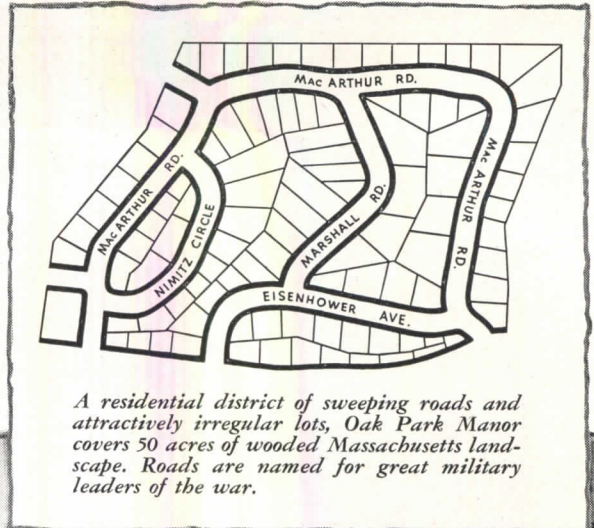 MAC ARTHUR RD.
MAC ARTHUR RD.
MAC ARTHUR RD.
NIMITZ CIRCLE
MARSHALL RD.
EISENHOWER AVE.
A residential district of sweeping roads and
attractively irregular lots, Oak Park Manor
covers 50 acres of wooded Massachusetts land-
scape. Roads are named for great military
leaders of the war.